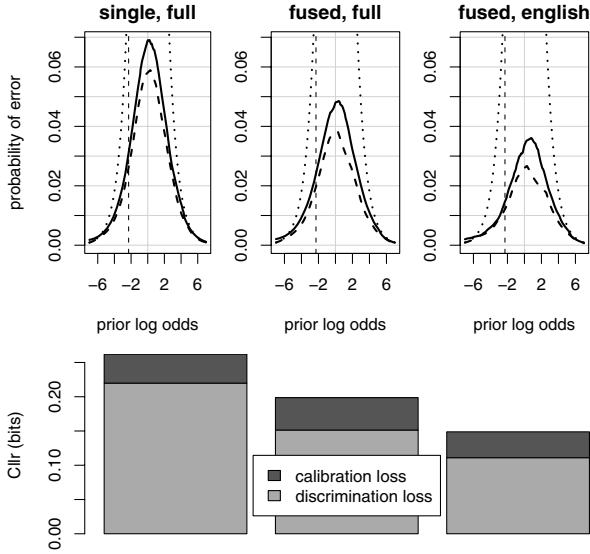 single, full
fused, full
fused, english
probability of error
0.00 0.02 0.04 0.06
0.00 0.02 0.04 0.06
0.00 0.02 0.04 0.06
−6 −2 2 6
−6 −2 2 6
−6 −2 2 6
prior log odds
prior log odds
prior log odds
Cllr (bits)
0.00 0.10 0.20
calibration loss
discrimination loss